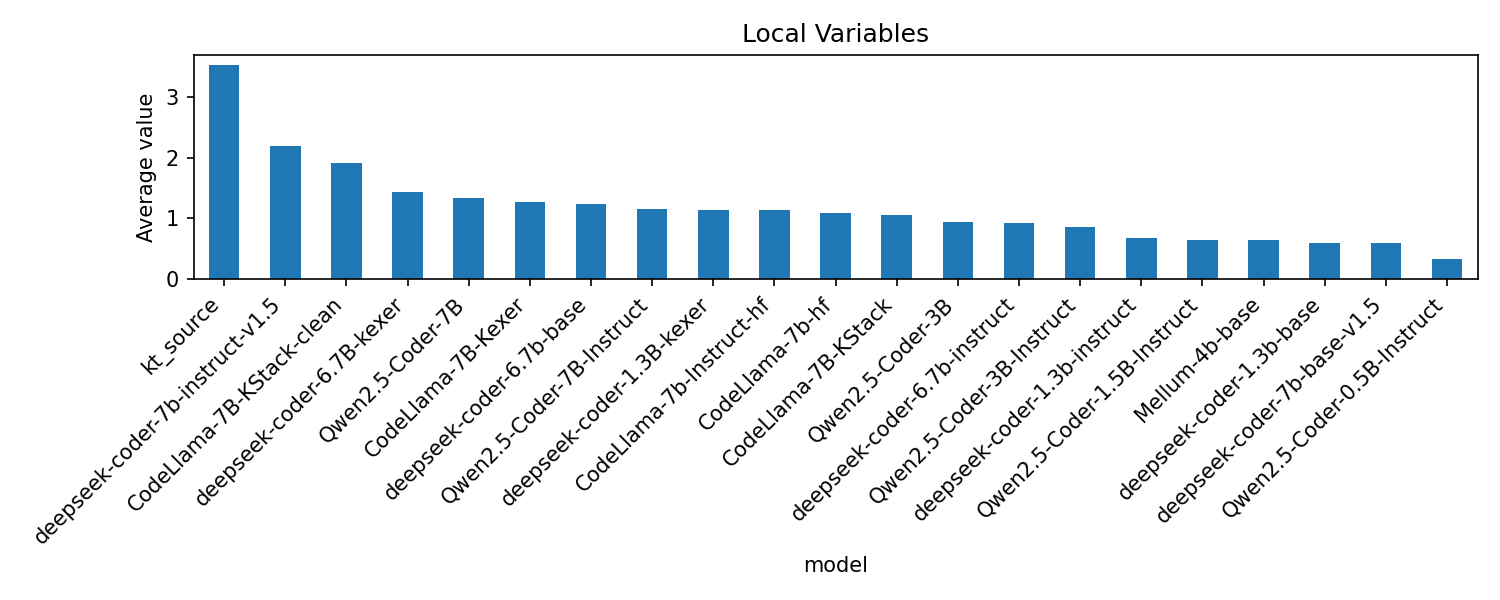 Local Variables
Average value
3
2
1
0
kt_source
deepseek-coder-7b-instruct-v1.5
CodeLlama-7B-KStack-clean
deepseek-coder-6.7B-kexer
Qwen2.5-Coder-7B
CodeLlama-7B-Kexer
deepseek-coder-6.7b-base
Qwen2.5-Coder-7B-Instruct
deepseek-coder-1.3B-kexer
CodeLlama-7b-Instruct-hf
CodeLlama-7b-hf
CodeLlama-7B-KStack
Qwen2.5-Coder-3B
deepseek-coder-6.7b-instruct
Qwen2.5-Coder-3B-Instruct
deepseek-coder-1.3b-instruct
Qwen2.5-Coder-1.5B-Instruct
Mellum-4b-base
deepseek-coder-1.3b-base
deepseek-coder-7b-base-v1.5
Qwen2.5-Coder-0.5B-Instruct
model